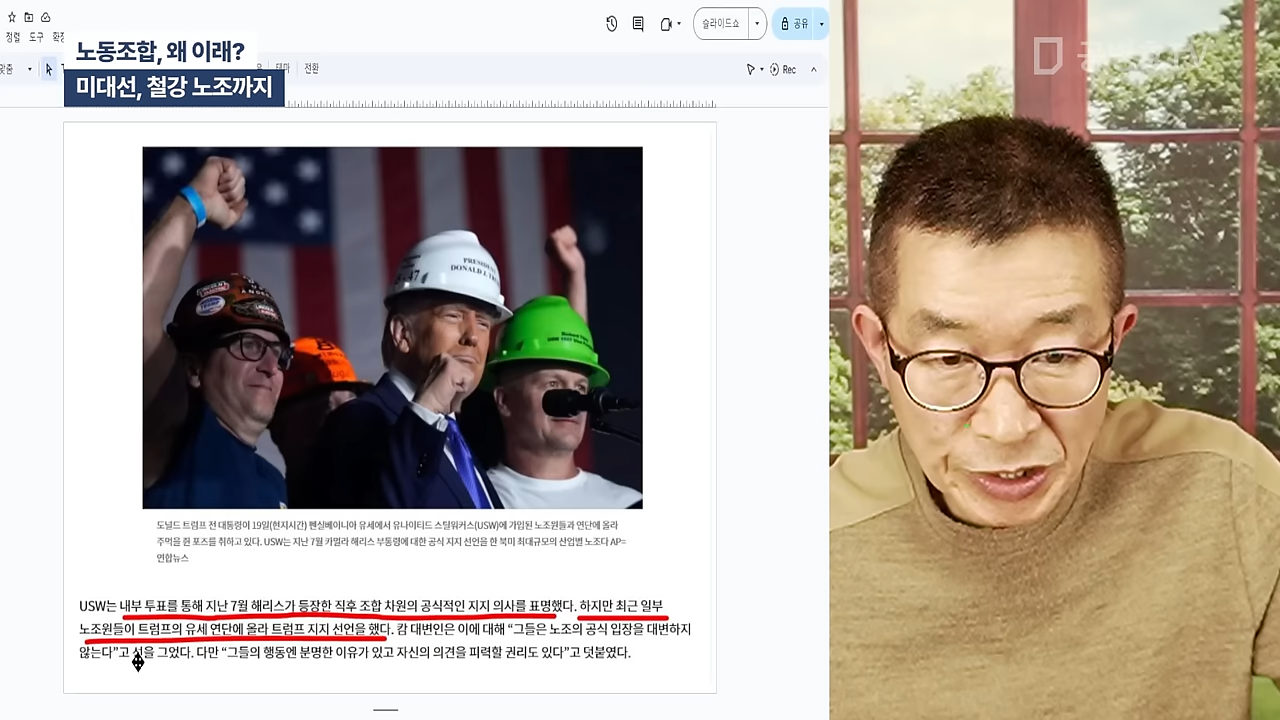 정렬 도구
노동조합, 왜 이래?
미대선, 철강 노조까지
테마 전환
슬라이드쇼
공유
Rec
PRESIDENT
DONALD J. TRUMP
도널드 트럼프 전 대통령이 19일(현지시간) 펜실베이니아 유세에서 유나이티드 스틸워커스(USW)에 가입된 노조원들과 연단에 올라
주먹을 쥔 포즈를 취하고 있다. USW는 지난 7월 카멀라 해리스 부통령에 대한 공식 지지 선언을 한 북미 최대규모의 산업별 노조다 AP=
연합뉴스
USW는 내부 투표를 통해 지난 7월 해리스가 등장한 직후 조합 차원의 공식적인 지지 의사를 표명했다. 하지만 최근 일부
노조원들이 트럼프의 유세 연단에 올라 트럼프 지지 선언을 했다. 캄 대변인은 이에 대해 “그들은 노조의 공식 입장을 대변하지
않는다”고 선을 그었다. 다만 “그들의 행동엔 분명한 이유가 있고 자신의 의견을 피력할 권리도 있다”고 덧붙였다.